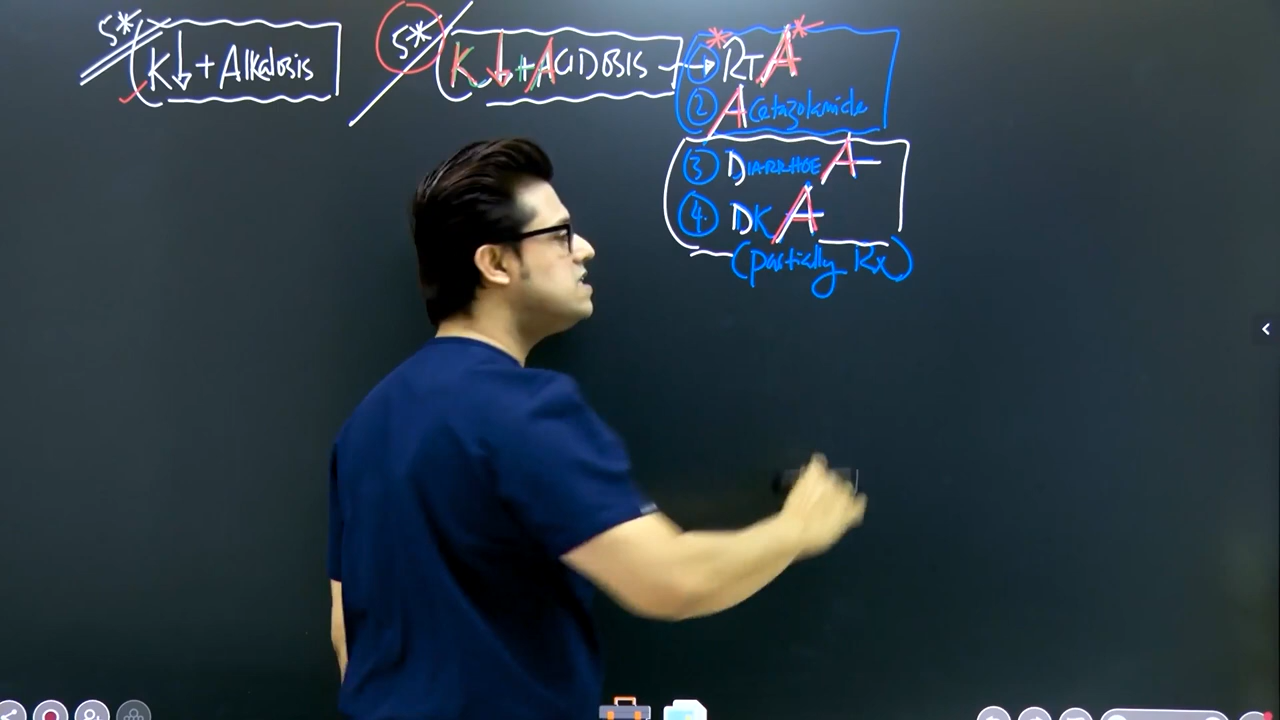 5* K↓ + Alkalosis
5* K↓ + ACIDOSIS → ① RTA*
② Acetazolamide
③ DIARRHOEA
④ DKA
(partially Rx)